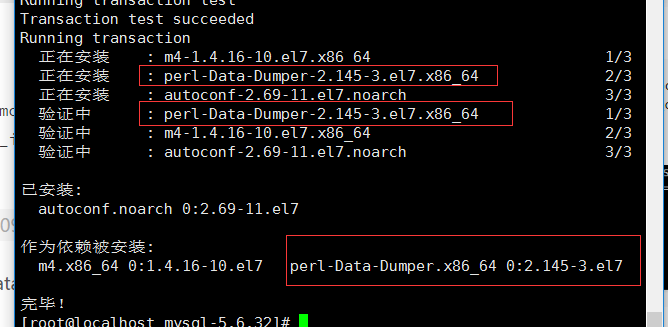 Running transaction test
Transaction test succeeded
Running transaction
正在安装 : m4-1.4.16-10.el7.x86_64 1/3
正在安装 : perl-Data-Dumper-2.145-3.el7.x86_64 2/3
正在安装 : autoconf-2.69-11.el7.noarch 3/3
验证中 : perl-Data-Dumper-2.145-3.el7.x86_64 1/3
验证中 : m4-1.4.16-10.el7.x86_64 2/3
验证中 : autoconf-2.69-11.el7.noarch 3/3
已安装:
autoconf.noarch 0:2.69-11.el7
作为依赖被安装:
m4.x86_64 0:1.4.16-10.el7 perl-Data-Dumper.x86_64 0:2.145-3.el7
完毕！
[root@localhost mysql-5.6.32]#